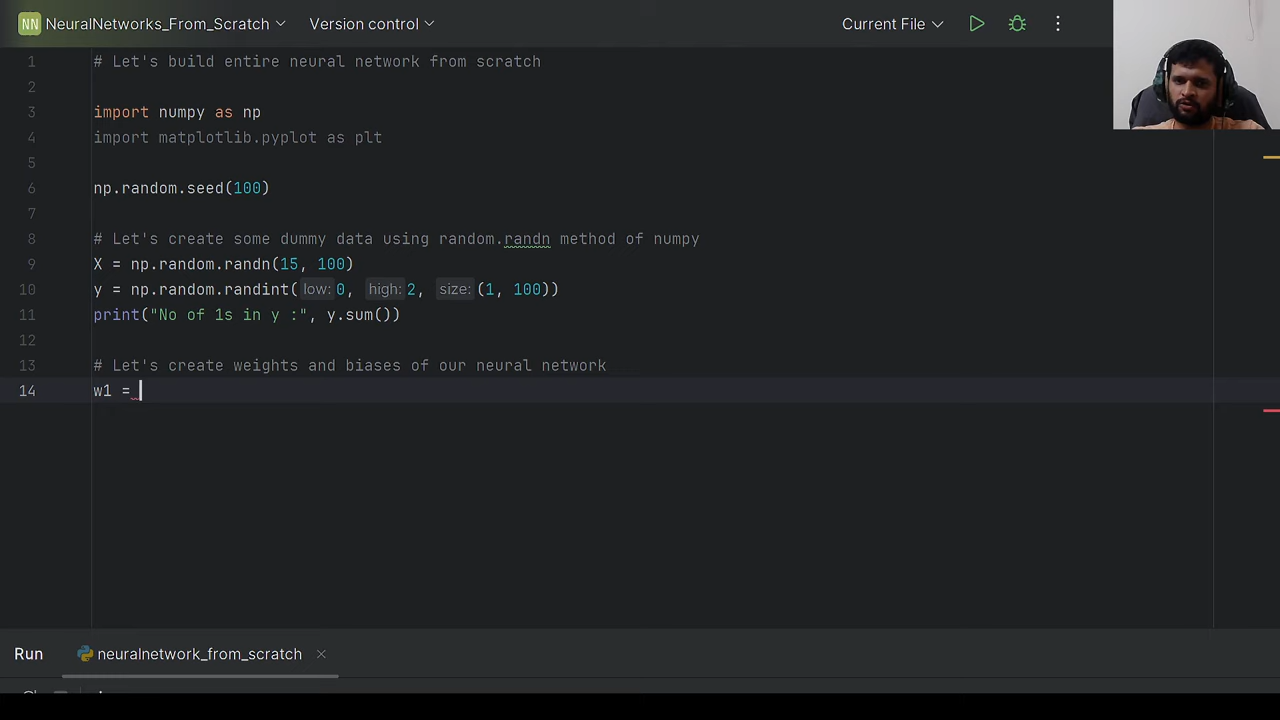 NN NeuralNetworks_From_Scratch Version control Current File
1 # Let's build entire neural network from scratch
2
3 import numpy as np
4 import matplotlib.pyplot as plt
5
6 np.random.seed(100)
7
8 # Let's create some dummy data using random.randn method of numpy
9 X = np.random.randn(15, 100)
10 y = np.random.randint( low: 0, high: 2, size: (1, 100))
11 print("No of 1s in y :", y.sum())
12
13 # Let's create weights and biases of our neural network
14 w1 =
Run neuralnetwork_from_scratch